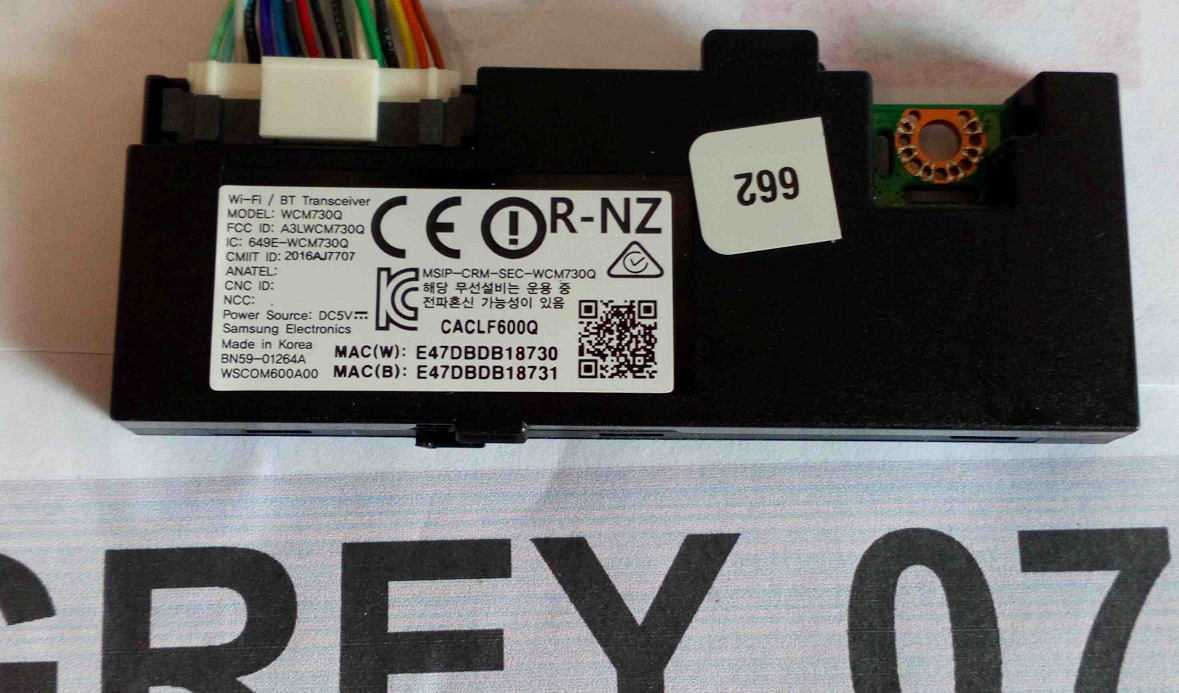 Wi-Fi / BT Transceiver
MODEL: WCM730Q
FCC ID: A3LWCM730Q
IC: 649E-WCM730Q
CMIIT ID: 2016AJ7707
ANATEL:
CNC ID:
NCC:
Power Source: DC5V⎓
Samsung Electronics
Made in Korea
BN59-01264A
WSCOM600A00
CE
R-NZ
KC
MSIP-CRM-SEC-WCM730Q
해당 무선설비는 운용 중
전파혼신 가능성이 있음
CACLF600Q
MAC(W): E47DBDB18730
MAC(B): E47DBDB18731
662
GREY 07